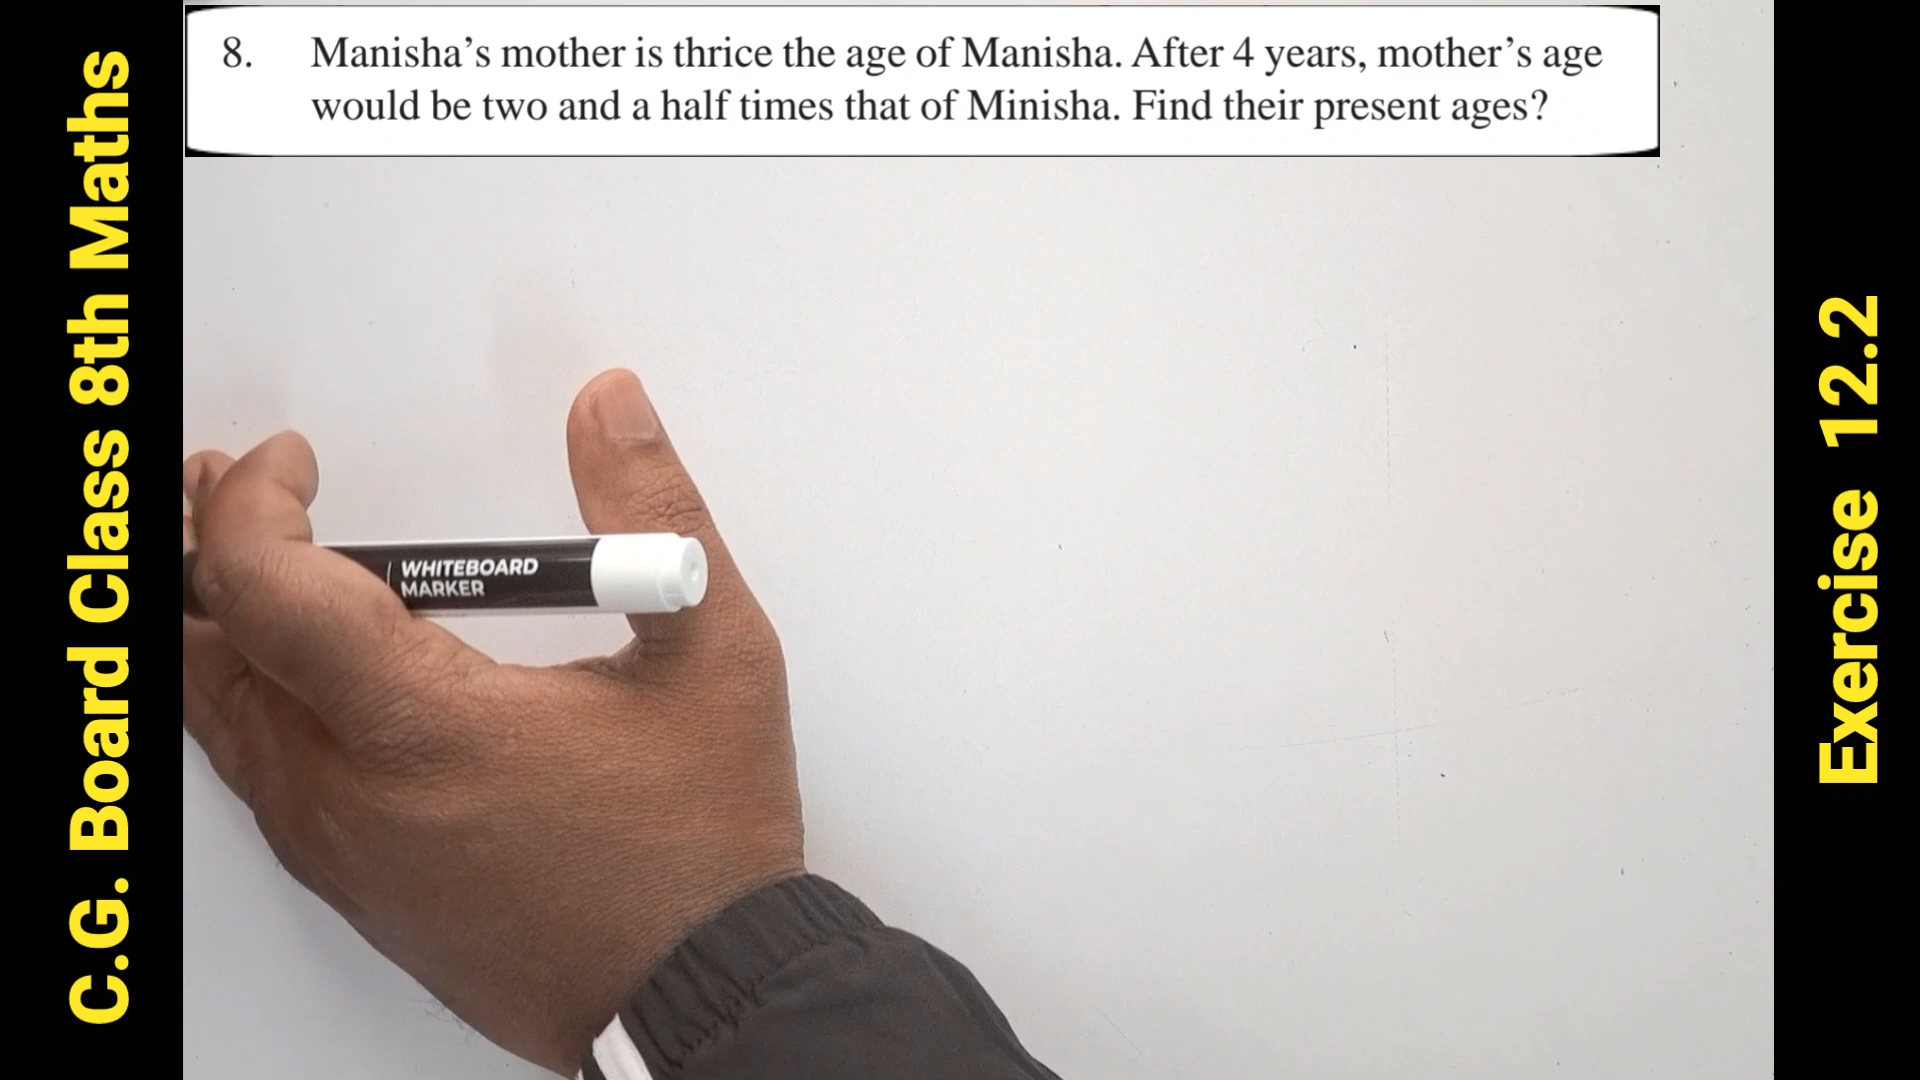 8. Manisha’s mother is thrice the age of Manisha. After 4 years, mother’s age
would be two and a half times that of Minisha. Find their present ages?
C.G. Board Class 8th Maths
WHITEBOARD
MARKER
Exercise 12.2